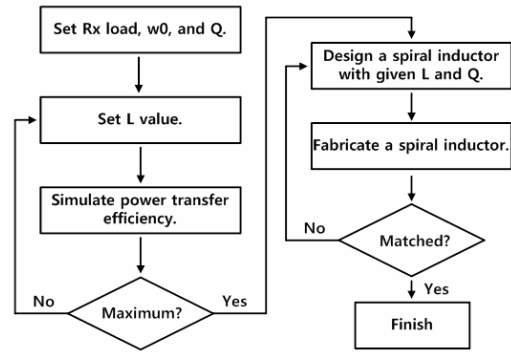 Set Rx load, w0, and Q.
Set L value.
Simulate power transfer
efficiency.
No
Maximum?
Yes
Design a spiral inductor
with given L and Q.
Fabricate a spiral inductor.
No
Matched?
Yes
Finish